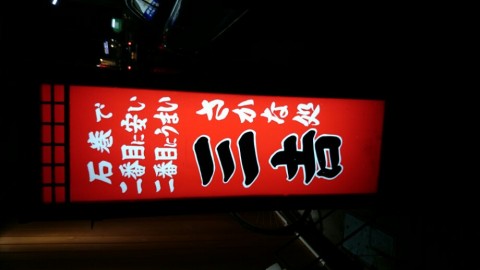 石巻で
二番目に安い
二番目にうまい
さかな処
三吉